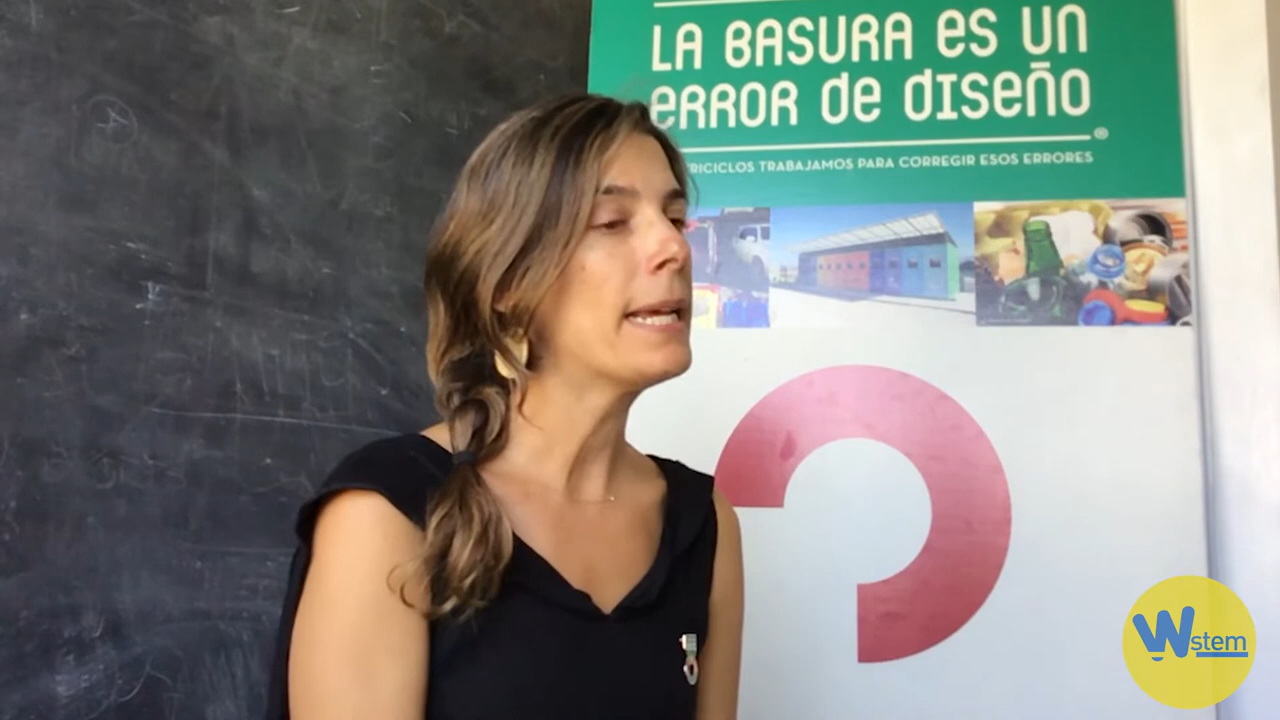 LA BASURA es UN
eRROR de diseño
®
TRICICLOS TRABAJAMOS PARA CORREGIR ESOS ERRORES
Wstem